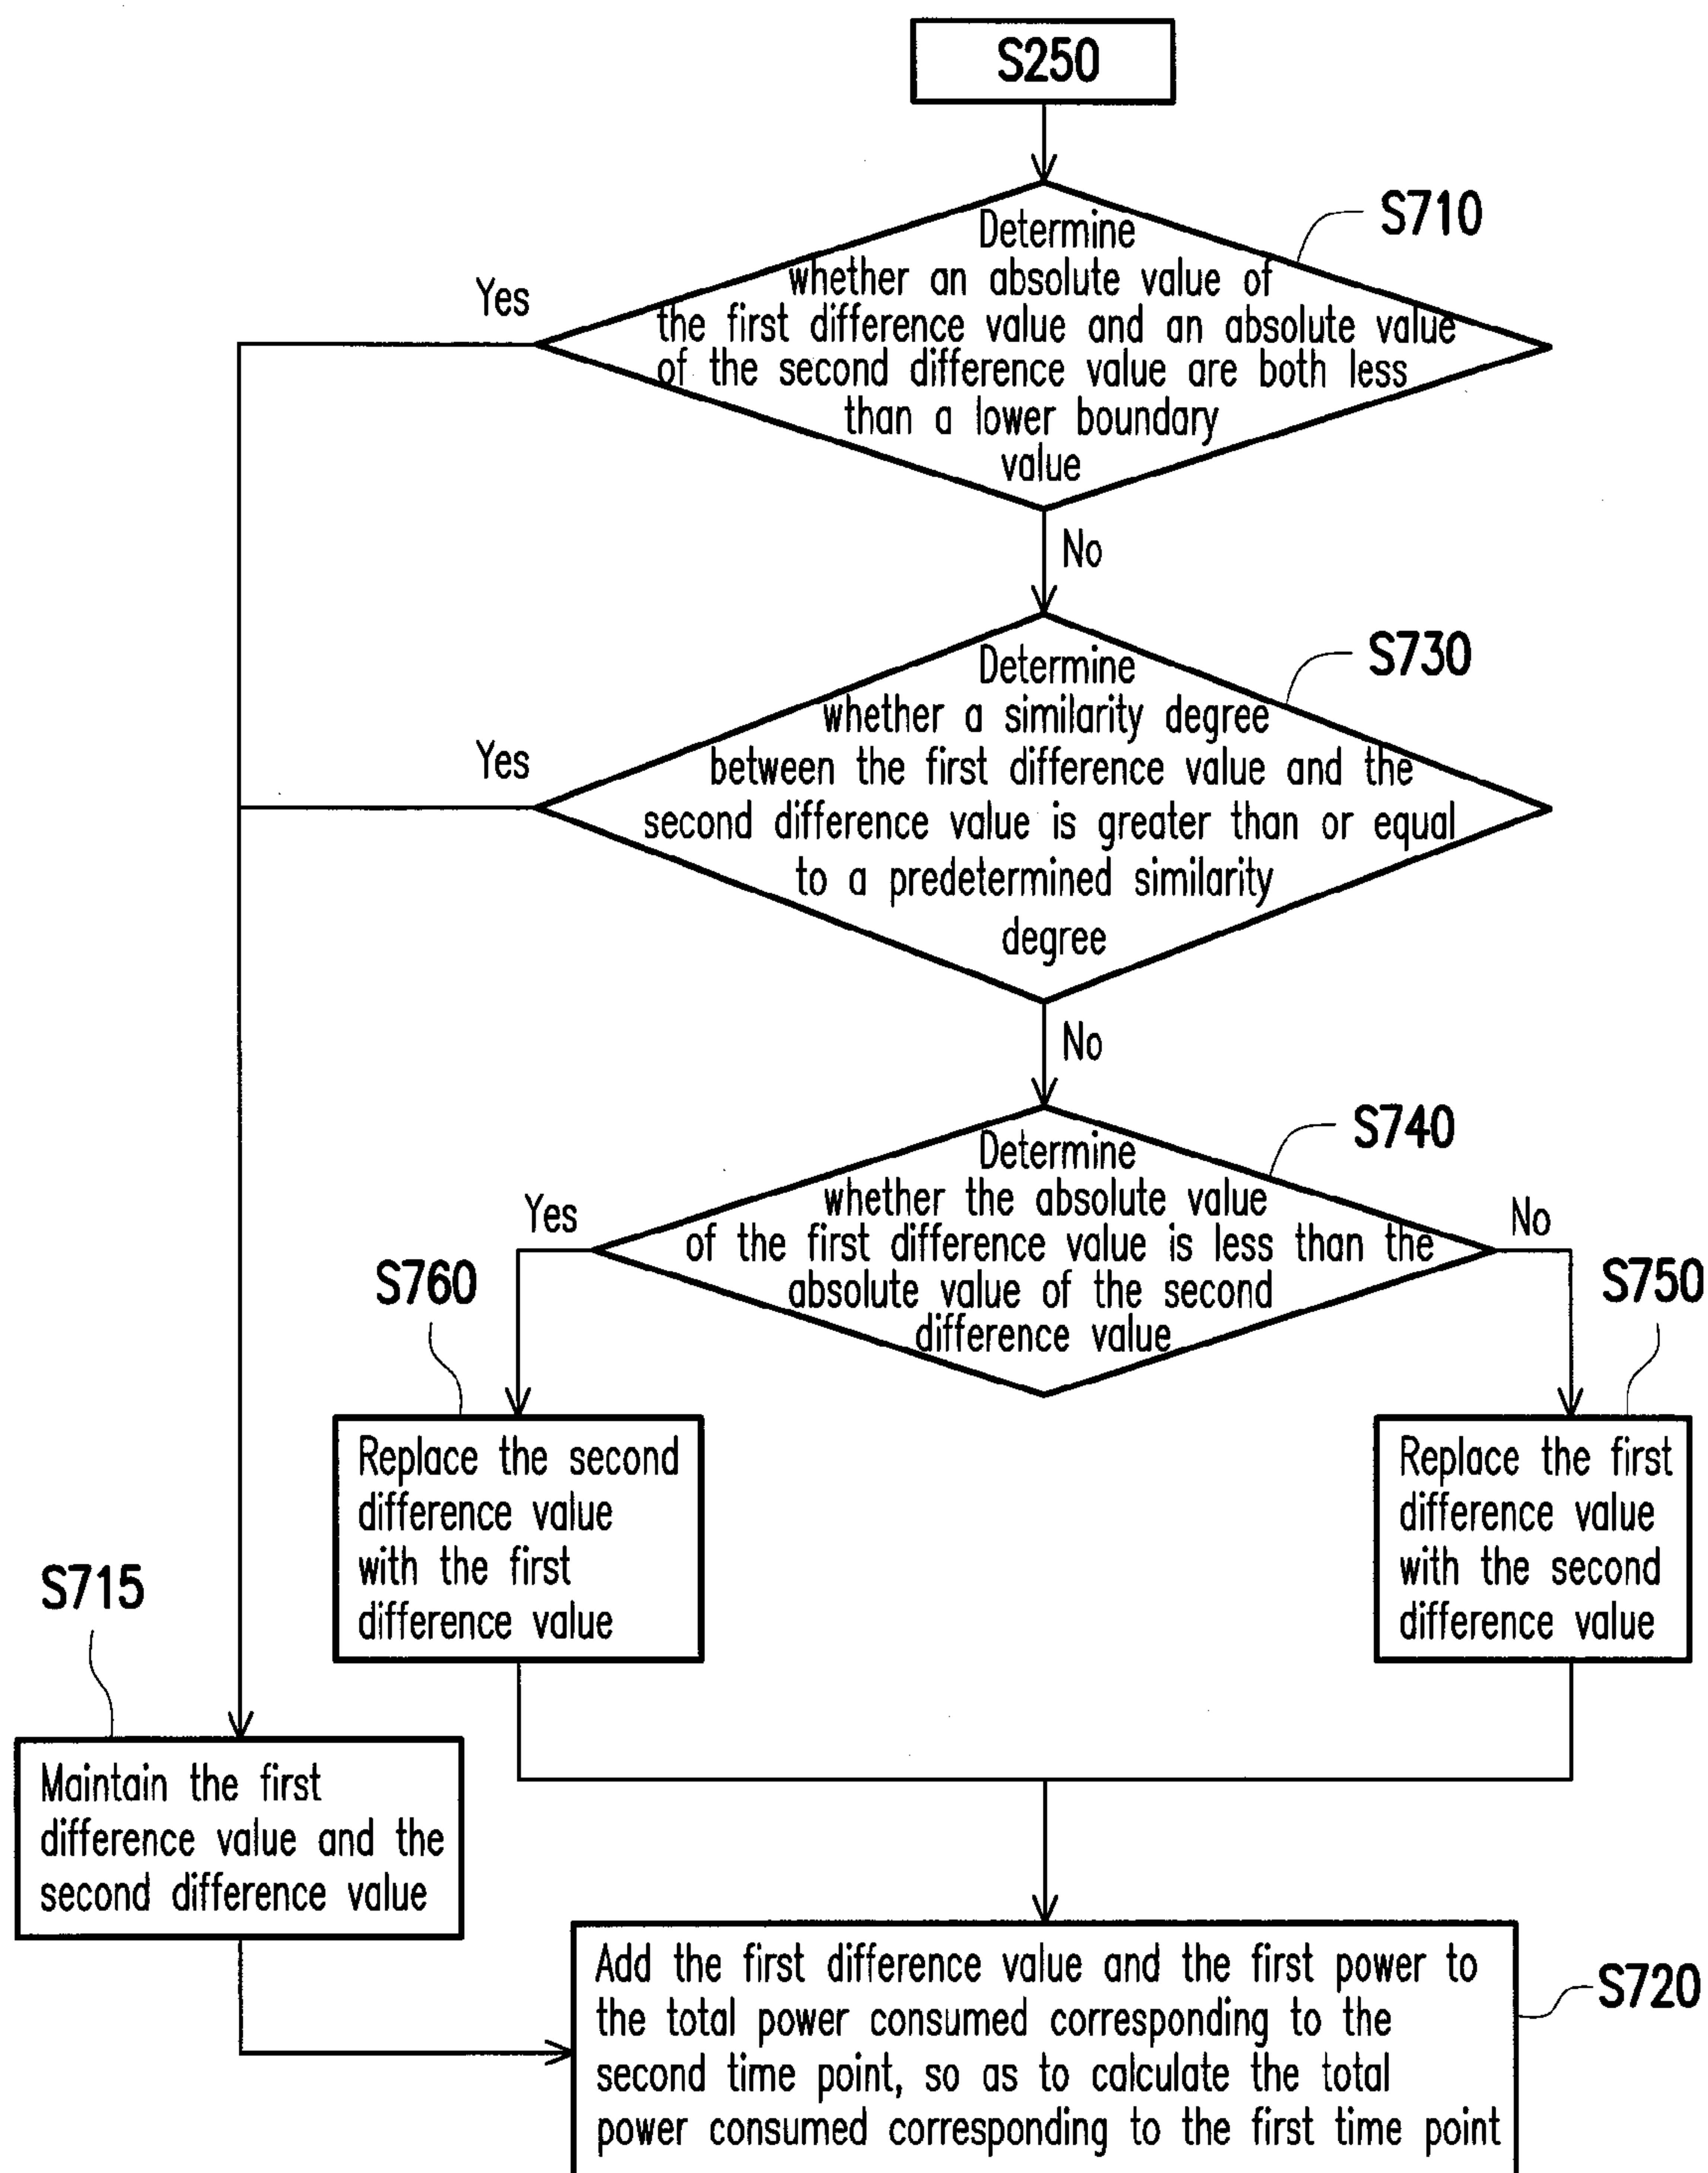 S250
S710
Determine
whether an absolute value of
the first difference value and an absolute value
of the second difference value are both less
than a lower boundary
value
Yes
No
S730
Determine
whether a similarity degree
between the first difference value and the
second difference value is greater than or equal
to a predetermined similarity
degree
Yes
No
S740
Determine
whether the absolute value
of the first difference value is less than the
absolute value of the second
difference value
Yes
No
S760
Replace the second
difference value
with the first
difference value
S750
Replace the first
difference value
with the second
difference value
S715
Maintain the first
difference value and the
second difference value
S720
Add the first difference value and the first power to
the total power consumed corresponding to the
second time point, so as to calculate the total
power consumed corresponding to the first time point